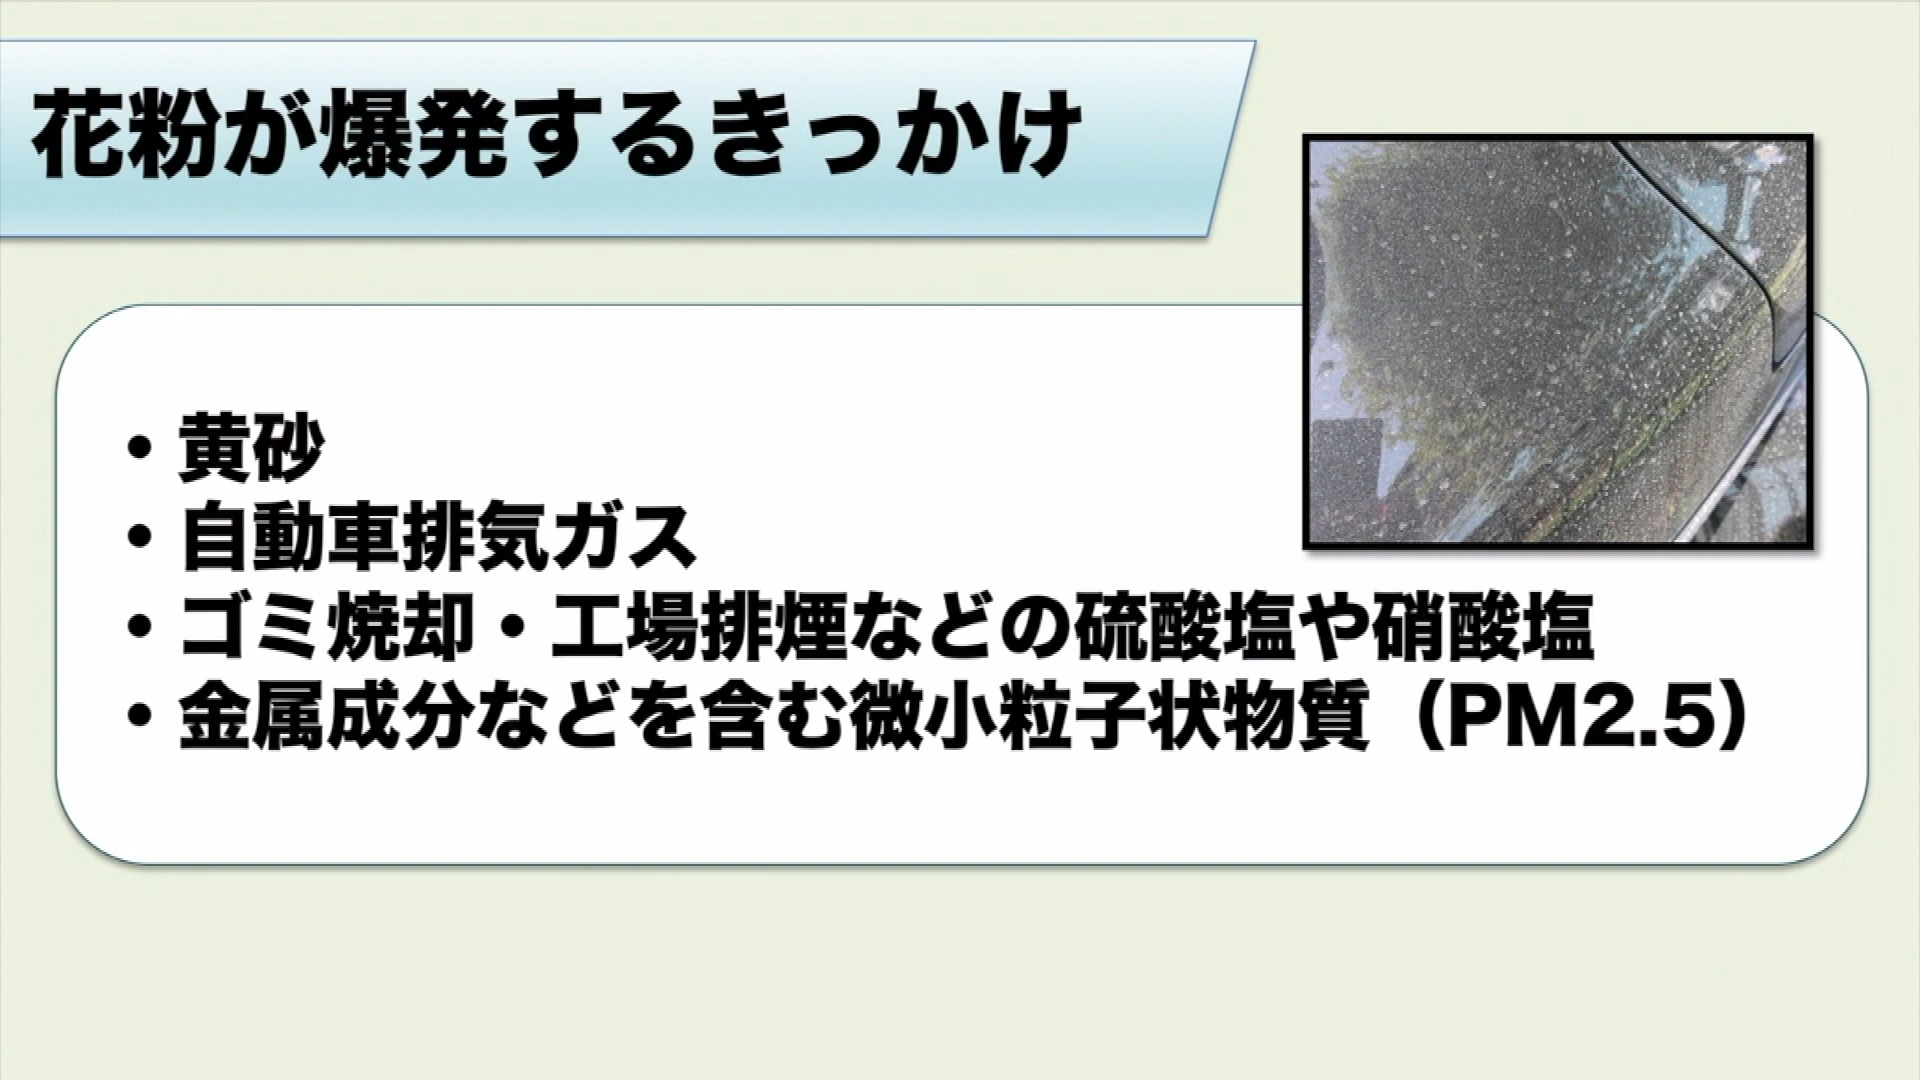 花粉が爆発するきっかけ
・黄砂
・自動車排気ガス
・ゴミ焼却・工場排煙などの硫酸塩や硝酸塩
・金属成分などを含む微小粒子状物質（PM2.5）